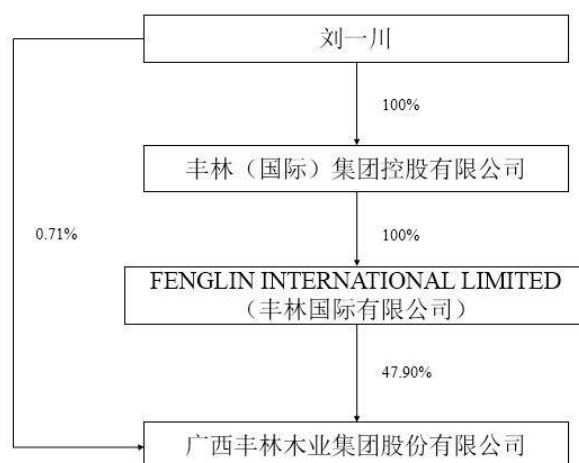 刘一川
100%
丰林（国际）集团控股有限公司
0.71%
100%
FENGLIN INTERNATIONAL LIMITED
（丰林国际有限公司）
47.90%
广西丰林木业集团股份有限公司